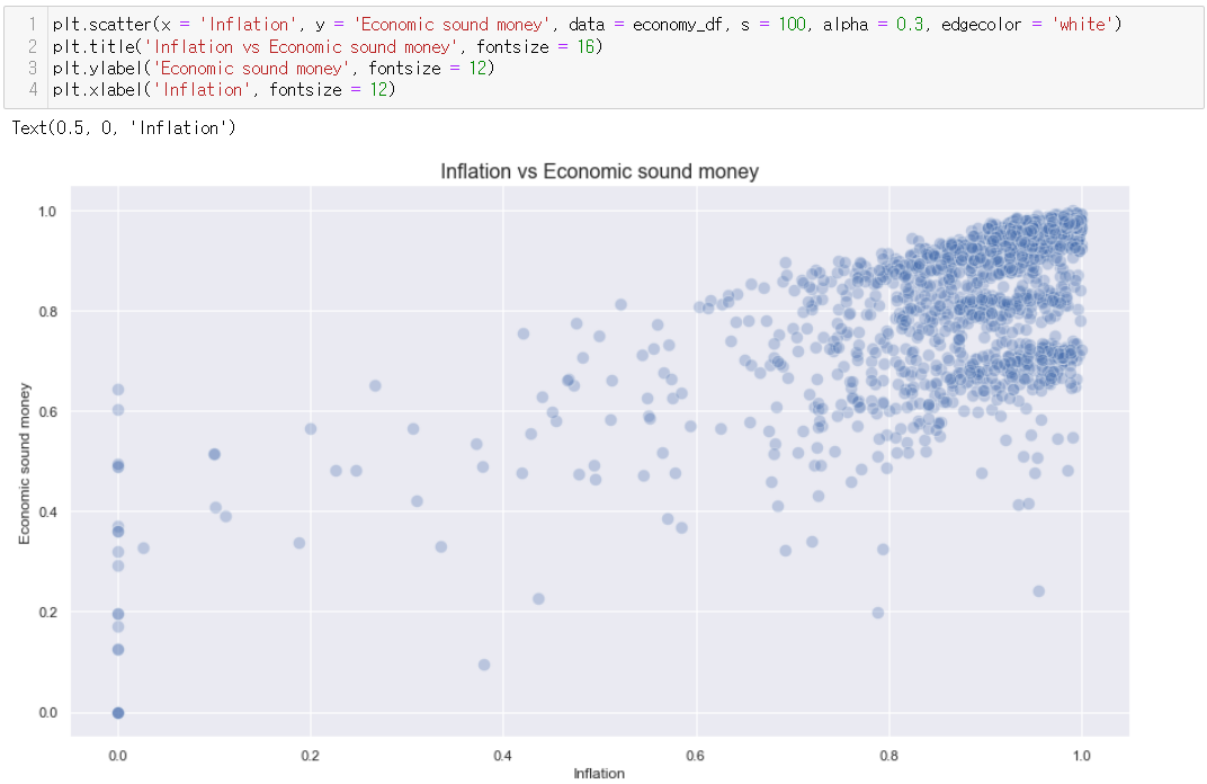 1 plt.scatter(x = 'Inflation', y = 'Economic sound money', data = economy_df, s = 100, alpha = 0.3, edgecolor = 'white')
2 plt.title('Inflation vs Economic sound money', fontsize = 16)
3 plt.ylabel('Economic sound money', fontsize = 12)
4 plt.xlabel('Inflation', fontsize = 12)
Text(0.5, 0, 'Inflation')
Inflation vs Economic sound money
1.0
0.8
0.6
0.4
0.2
0.0
Economic sound money
0.0 0.2 0.4 0.6 0.8 1.0
Inflation